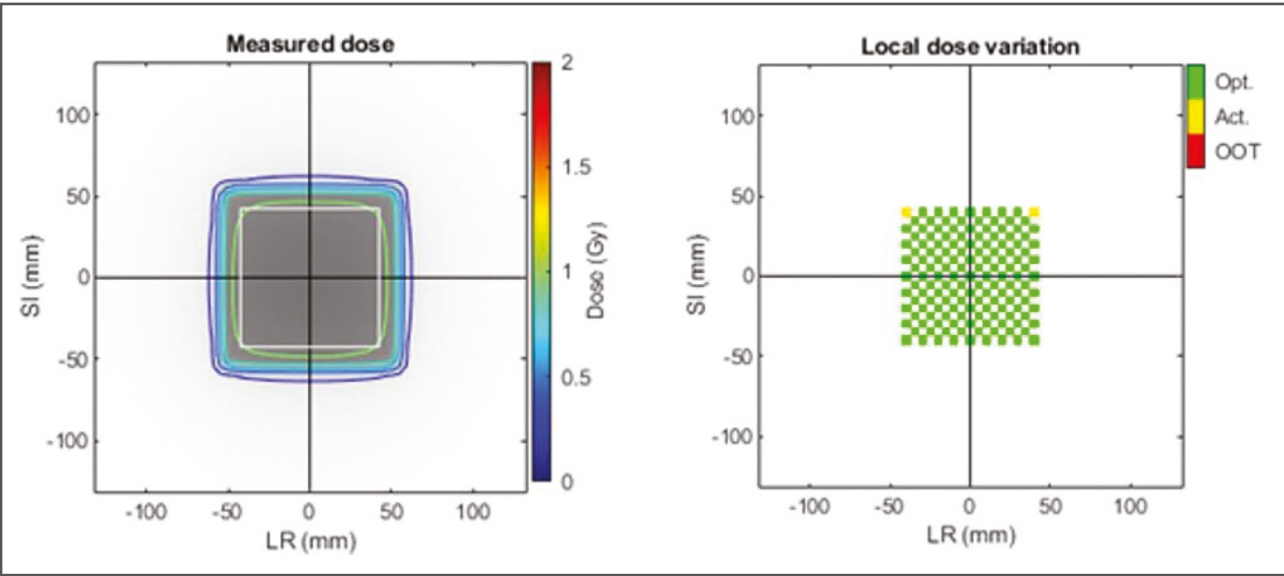 Measured dose
100
50
0
-50
-100
SI (mm)
-100 -50 0 50 100
LR (mm)
2
1.5
1
0.5
0
Dose (Gy)
Local dose variation
100
50
0
-50
-100
SI (mm)
-100 -50 0 50 100
LR (mm)
Opt.
Act.
OOT